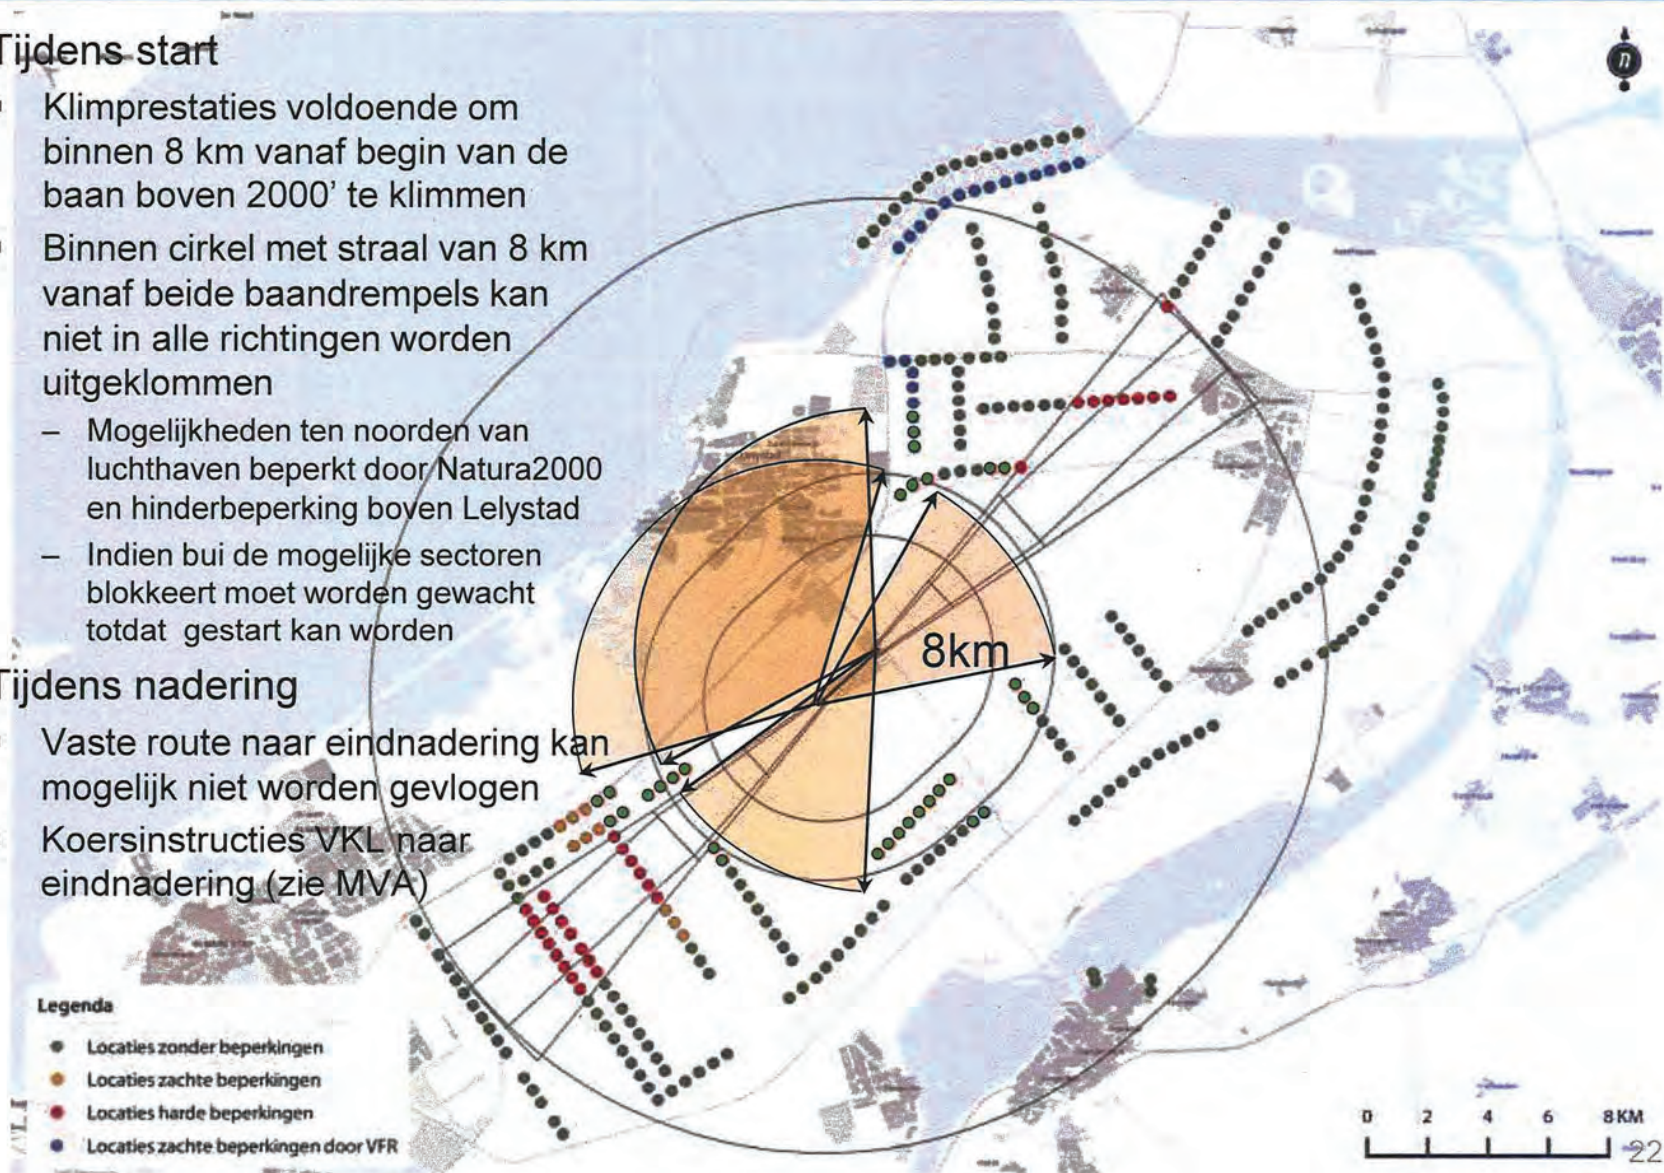 Tijdens start
Klimprestaties voldoende om
binnen 8 km vanaf begin van de
baan boven 2000' te klimmen
Binnen cirkel met straal van 8 km
vanaf beide baandrempels kan
niet in alle richtingen worden
uitgeklommen
– Mogelijkheden ten noorden van
luchthaven beperkt door Natura2000
en hinderbeperking boven Lelystad
– Indien bui de mogelijke sectoren
blokkeert moet worden gewacht
totdat gestart kan worden
Tijdens nadering
Vaste route naar eindnadering kan
mogelijk niet worden gevlogen
Koersinstructies VKL naar
eindnadering (zie MVA)
8km
n
Legenda
Locaties zonder beperkingen
Locaties zachte beperkingen
Locaties harde beperkingen
Locaties zachte beperkingen door VFR
0 2 4 6 8 KM
22